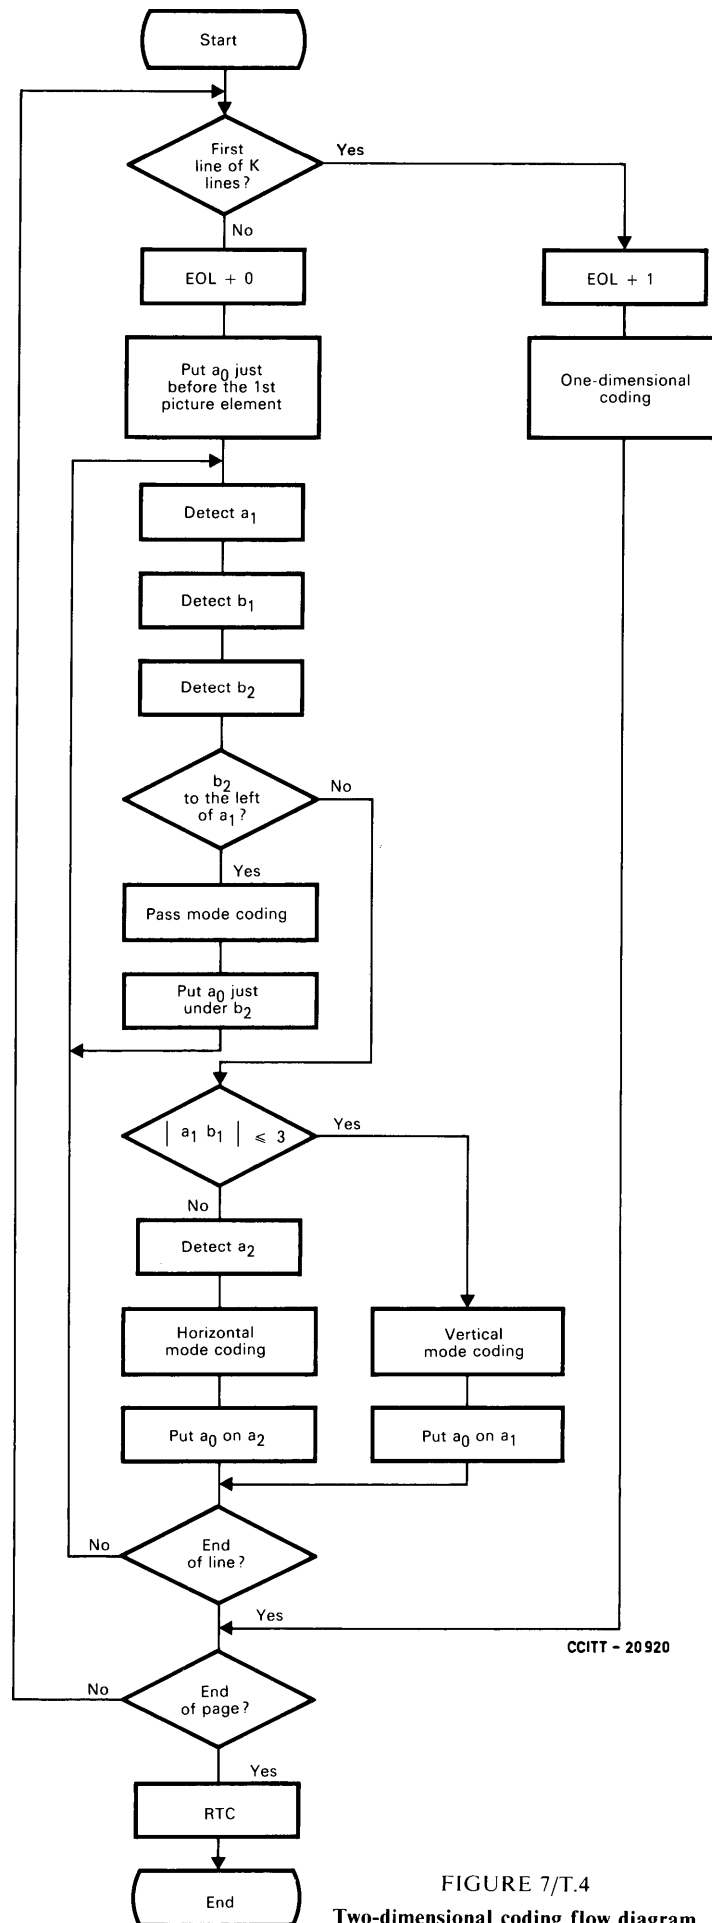 Start
First
line of K
lines?
Yes
No
EOL + 0
EOL + 1
Put a0 just
before the 1st
picture element
One-dimensional
coding
Detect a1
Detect b1
Detect b2
b2
to the left
of a1?
No
Yes
Pass mode coding
Put a0 just
under b2
| a1 b1 | ≤ 3
Yes
No
Detect a2
Horizontal
mode coding
Vertical
mode coding
Put a0 on a2
Put a0 on a1
End
of line?
No
Yes
CCITT - 20920
End
of page?
No
Yes
RTC
End
FIGURE 7/T.4
Two-dimensional coding flow diagram